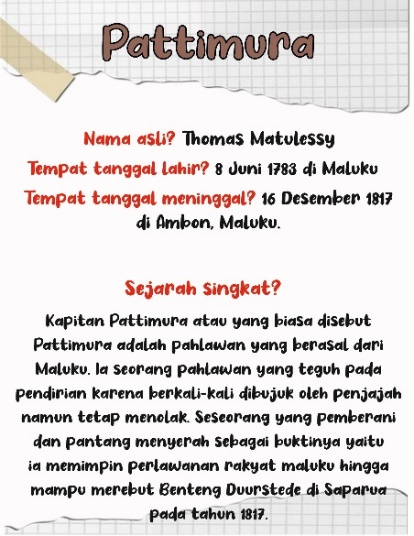 Pattimura
Nama asli? Thomas Matulessy
Tempat tanggal lahir? 8 Juni 1783 di Maluku
Tempat tanggal meninggal? 16 Desember 1817
di Ambon, Maluku.
Sejarah singkat?
Kapitan Pattimura atau yang biasa disebut
Pattimura adalah pahlawan yang berasal dari
Maluku. Ia seorang pahlawan yang teguh pada
pendirian karena berkali-kali dibujuk oleh penjajah
namun tetap menolak. Seseorang yang pemberani
dan pantang menyerah sebagai buktinya yaitu
ia memimpin perlawanan rakyat maluku hingga
mampu merebut Benteng Duurstede di Saparua
pada tahun 1817.